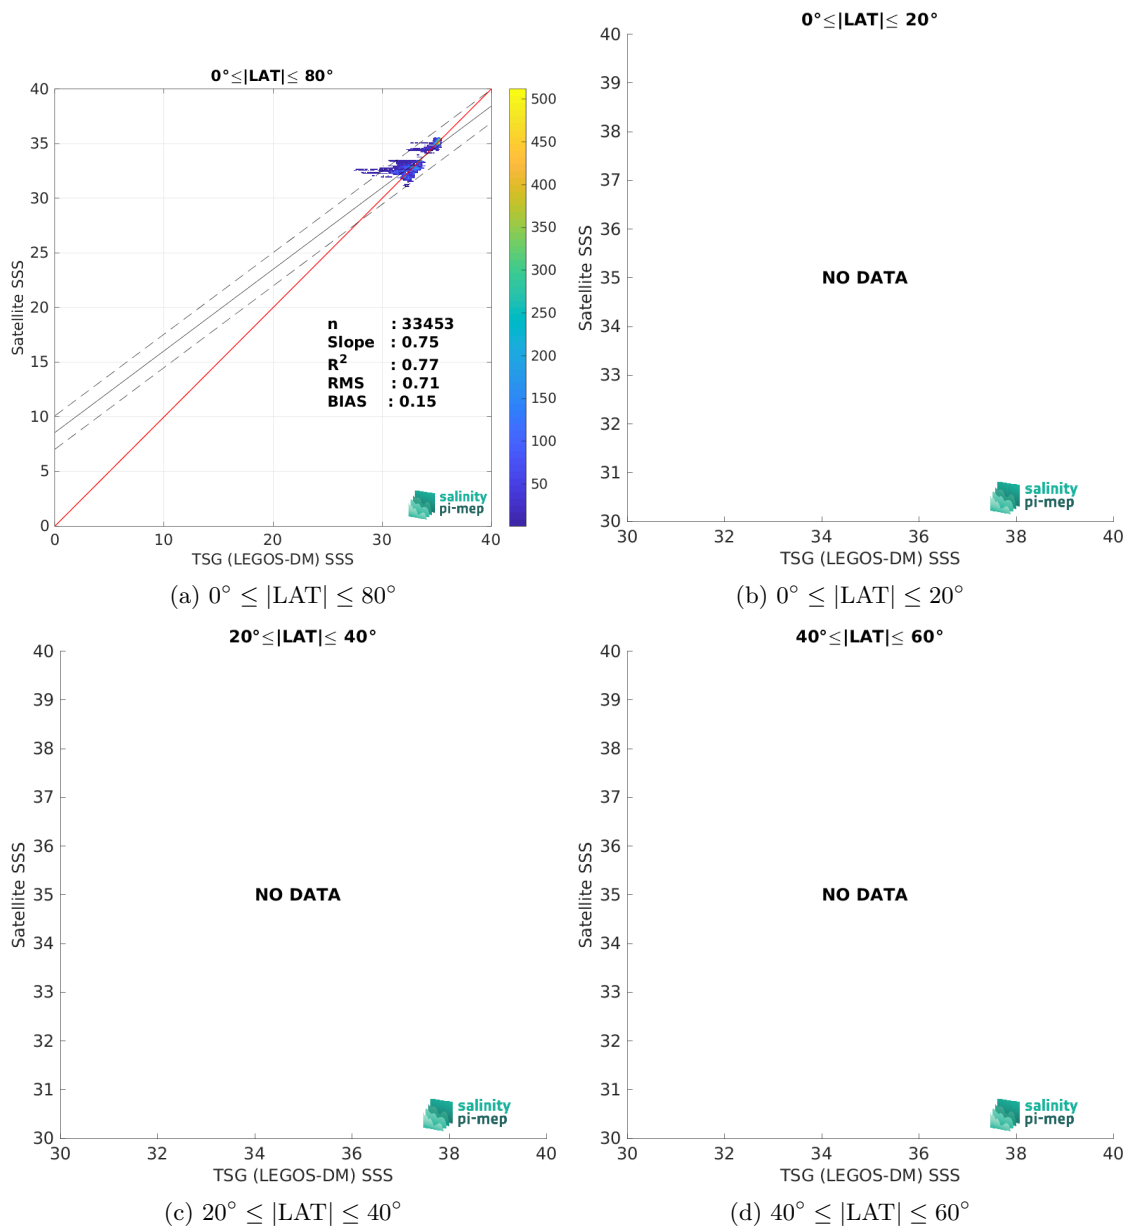 0°≤|LAT|≤ 80°
40
35
30
25
20
15
10
5
0
Satellite SSS
0
10
20
30
40
TSG (LEGOS-DM) SSS
n : 33453
Slope : 0.75
R² : 0.77
RMS : 0.71
BIAS : 0.15
salinity
pi-mep
500
450
400
350
300
250
200
150
100
50
(a) 0° ≤ |LAT| ≤ 80°
0°≤|LAT|≤ 20°
40
39
38
37
36
35
34
33
32
31
30
Satellite SSS
NO DATA
salinity
pi-mep
30
32
34
36
38
40
TSG (LEGOS-DM) SSS
(b) 0° ≤ |LAT| ≤ 20°
20°≤|LAT|≤ 40°
40
39
38
37
36
35
34
33
32
31
30
Satellite SSS
NO DATA
salinity
pi-mep
30
32
34
36
38
40
TSG (LEGOS-DM) SSS
(c) 20° ≤ |LAT| ≤ 40°
40°≤|LAT|≤ 60°
40
39
38
37
36
35
34
33
32
31
30
Satellite SSS
NO DATA
salinity
pi-mep
30
32
34
36
38
40
TSG (LEGOS-DM) SSS
(d) 40° ≤ |LAT| ≤ 60°